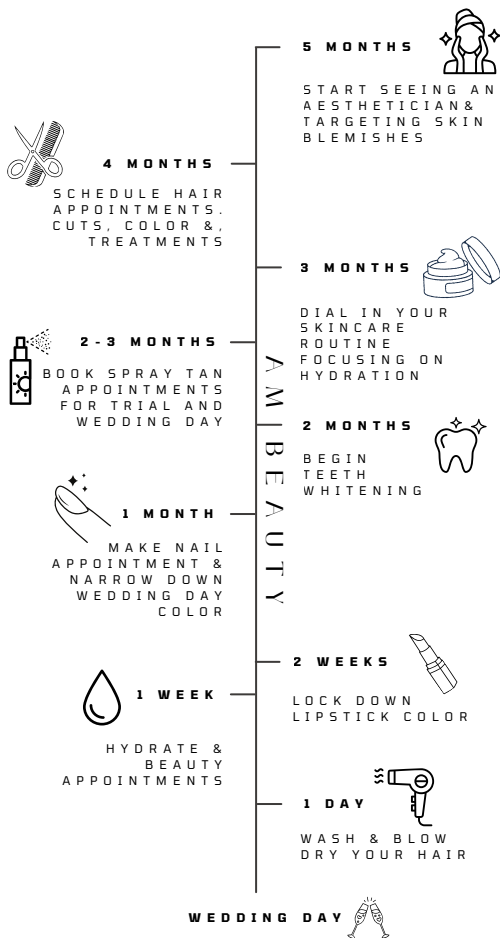 5 MONTHS
START SEEING AN
AESTHETICIAN&
TARGETING SKIN
BLEMISHES
4 MONTHS
SCHEDULE HAIR
APPOINTMENTS.
CUTS, COLOR &,
TREATMENTS
3 MONTHS
DIAL IN YOUR
SKINCARE
ROUTINE
FOCUSING ON
HYDRATION
2-3 MONTHS
BOOK SPRAY TAN
APPOINTMENTS
FOR TRIAL AND
WEDDING DAY
AM BEAUTY
2 MONTHS
BEGIN
TEETH
WHITENING
1 MONTH
MAKE NAIL
APPOINTMENT &
NARROW DOWN
WEDDING DAY
COLOR
2 WEEKS
LOCK DOWN
LIPSTICK COLOR
1 WEEK
HYDRATE &
BEAUTY
APPOINTMENTS
1 DAY
WASH & BLOW
DRY YOUR HAIR
WEDDING DAY